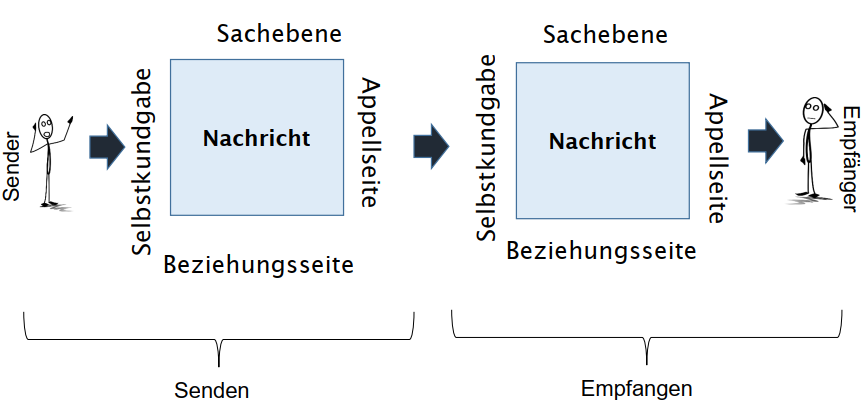 Sachebene
Sender
Selbstkundgabe
Nachricht
Appellseite
Beziehungsseite
Sachebene
Selbstkundgabe
Nachricht
Appellseite
Empfänger
Beziehungsseite
Senden
Empfangen